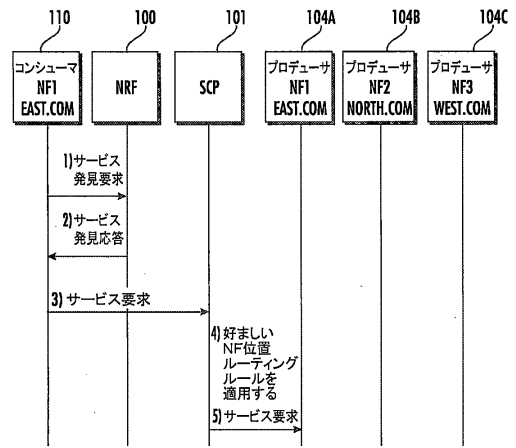 110
100
101
104A
104B
104C
コンシューマ
NF1
EAST.COM
NRF
SCP
プロデューサ
NF1
EAST.COM
プロデューサ
NF2
NORTH.COM
プロデューサ
NF3
WEST.COM
1)サービス
発見要求
2)サービス
発見応答
3)サービス要求
4)好ましい
NF位置
ルーティング
ルールを
適用する
5)サービス要求